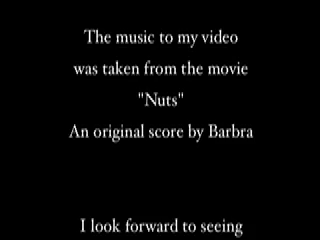 The music to my video
was taken from the movie
"Nuts"
An original score by Barbra
I look forward to seeing